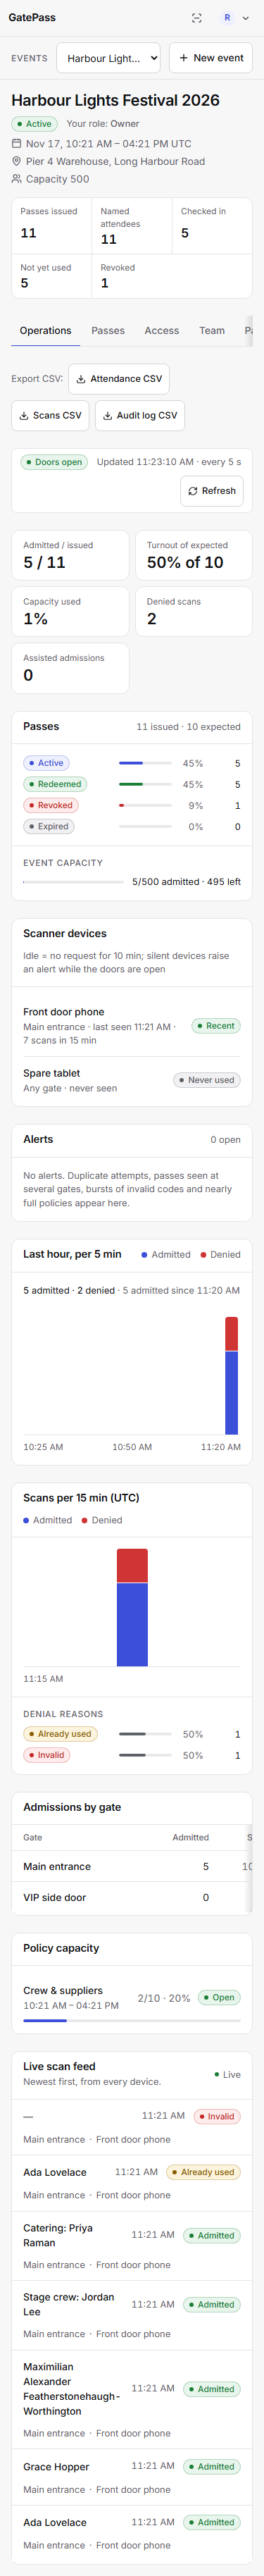 GatePass
R
EVENTS
Harbour Light...
+ New event
Harbour Lights Festival 2026
Active
Your role: Owner
Nov 17, 10:21 AM – 04:21 PM UTC
Pier 4 Warehouse, Long Harbour Road
Capacity 500
Passes issued
11
Named attendees
11
Checked in
5
Not yet used
5
Revoked
1
Operations
Passes
Access
Team
Pa
Export CSV:
Attendance CSV
Scans CSV
Audit log CSV
Doors open
Updated 11:23:10 AM · every 5 s
Refresh
Admitted / issued
5 / 11
Turnout of expected
50% of 10
Capacity used
1%
Denied scans
2
Assisted admissions
0
Passes
11 issued · 10 expected
Active 45% 5
Redeemed 45% 5
Revoked 9% 1
Expired 0% 0
EVENT CAPACITY
5/500 admitted · 495 left
Scanner devices
Idle = no request for 10 min; silent devices raise
an alert while the doors are open
Front door phone
Main entrance · last seen 11:21 AM ·
7 scans in 15 min
Recent
Spare tablet
Any gate · never seen
Never used
Alerts
0 open
No alerts. Duplicate attempts, passes seen at
several gates, bursts of invalid codes and nearly
full policies appear here.
Last hour, per 5 min
Admitted
Denied
5 admitted · 2 denied · 5 admitted since 11:20 AM
10:25 AM
10:50 AM
11:20 AM
Scans per 15 min (UTC)
Admitted
Denied
11:15 AM
DENIAL REASONS
Already used 50% 1
Invalid 50% 1
Admissions by gate
Gate Admitted S
Main entrance 5 10
VIP side door 0
Policy capacity
Crew & suppliers
10:21 AM – 04:21 PM
2/10 · 20%
Open
Live scan feed
Newest first, from every device.
Live
— 11:21 AM Invalid
Main entrance · Front door phone
Ada Lovelace 11:21 AM Already used
Main entrance · Front door phone
Catering: Priya
Raman
11:21 AM Admitted
Main entrance · Front door phone
Stage crew: Jordan
Lee
11:21 AM Admitted
Main entrance · Front door phone
Maximilian
Alexander
Featherstonehaugh-
Worthington
11:21 AM Admitted
Main entrance · Front door phone
Grace Hopper 11:21 AM Admitted
Main entrance · Front door phone
Ada Lovelace 11:21 AM Admitted
Main entrance · Front door phone